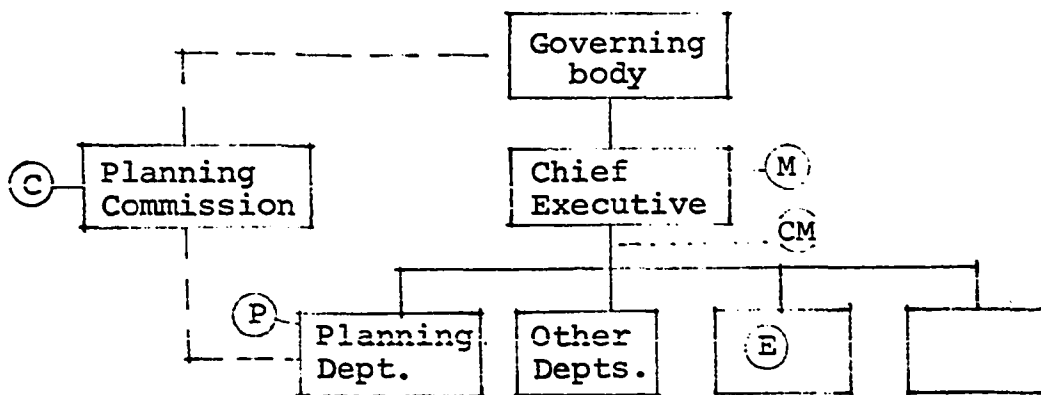 Governing
body
C
Planning
Commission
Chief
Executive
M
CM
P
Planning
Dept.
Other
Depts.
E